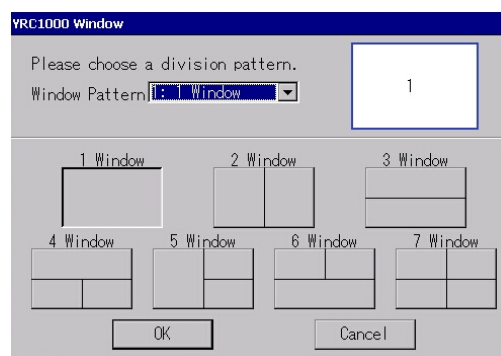 YRC1000 Window
Please choose a division pattern.
Window Pattern 1: 1 Window
1
1 Window 2 Window 3 Window
4 Window 5 Window 6 Window 7 Window
OK Cancel